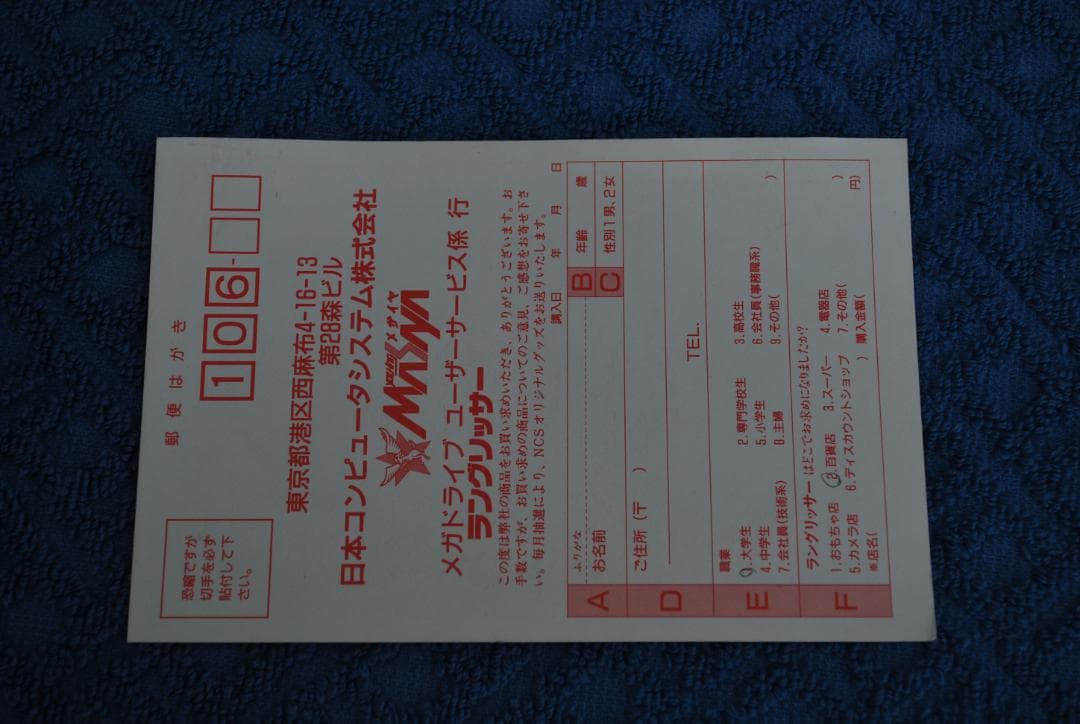 郵便はがき
106-
恐縮ですが
切手を必ず
貼付して下
さい。
東京都港区西麻布4-16-13
第28森ビル
日本コンピュータシステム株式会社
MASAYA メサイヤ
メガドライブ ユーザーサービス係 行
ラングリッサー
この度は弊社の商品をお買い求めいただき、ありがとうございます。お
手数ですが、お買い求めの商品についてのご意見、ご感想をお寄せ下さ
い。毎月抽選により、NCSオリジナルグッズをお送りいたします。
購入日 年 月 日
A ふりがな
お名前
B 年齢 歳
C 性別 1男、2女
D ご住所(〒 )
TEL.
E 職業
1.大学生 2.専門学校生 3.高校生
4.中学生 5.小学生 6.会社員(事務職系)
7.会社員(技術系) 8.主婦 9.その他( )
F ラングリッサーはどこでお求めになりましたか?
1.おもちゃ店 2.百貨店 3.スーパー 4.電器店
5.カメラ店 6.ディスカウントショップ 7.その他( )
※店名( ) 購入金額( 円)